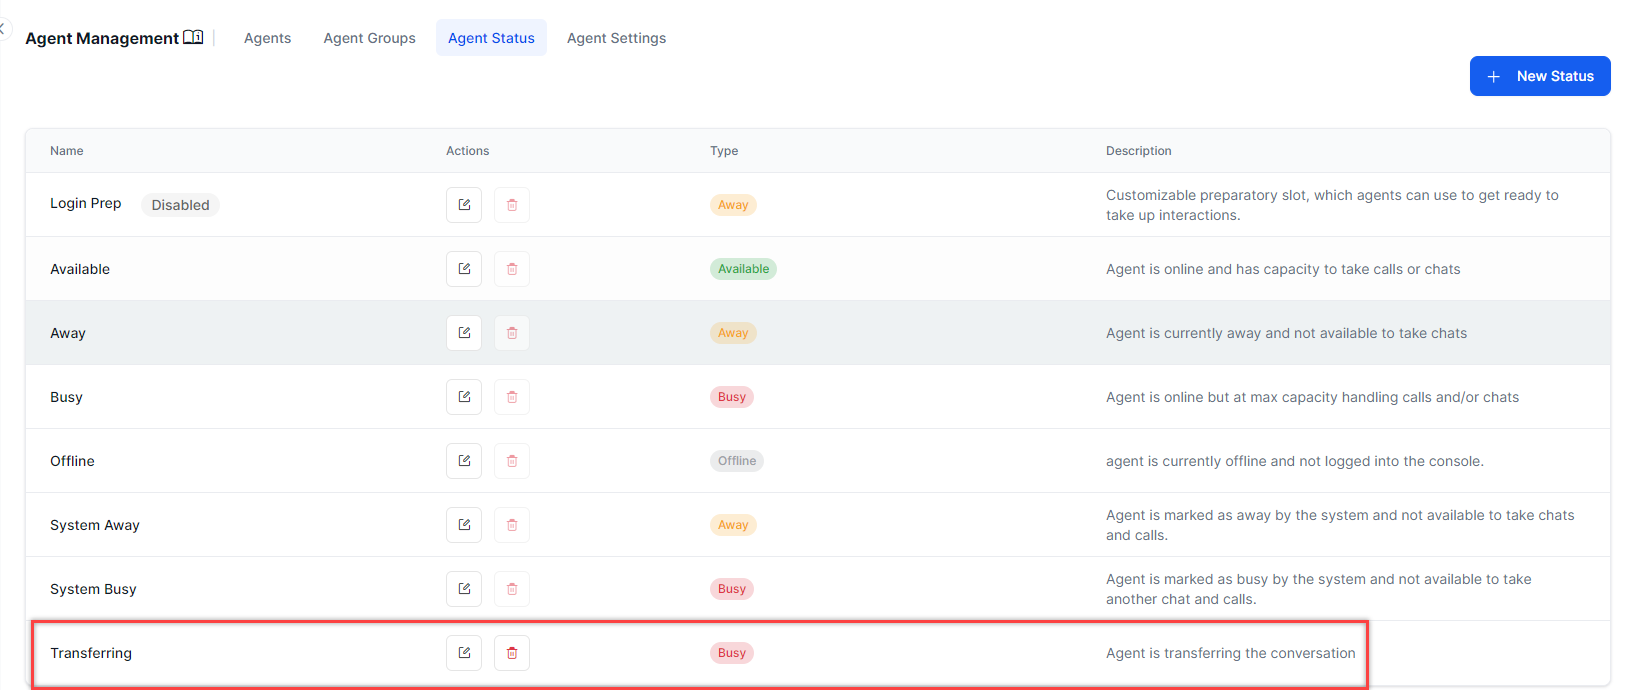 Agent Management
Agents
Agent Groups
Agent Status
Agent Settings
New Status
Name
Actions
Type
Description
Login Prep
Disabled
Away
Customizable preparatory slot, which agents can use to get ready to
take up interactions.
Available
Available
Agent is online and has capacity to take calls or chats
Away
Away
Agent is currently away and not available to take chats
Busy
Busy
Agent is online but at max capacity handling calls and/or chats
Offline
Offline
agent is currently offline and not logged into the console.
System Away
Away
Agent is marked as away by the system and not available to take chats
and calls.
System Busy
Busy
Agent is marked as busy by the system and not available to take
another chat and calls.
Transferring
Busy
Agent is transferring the conversation